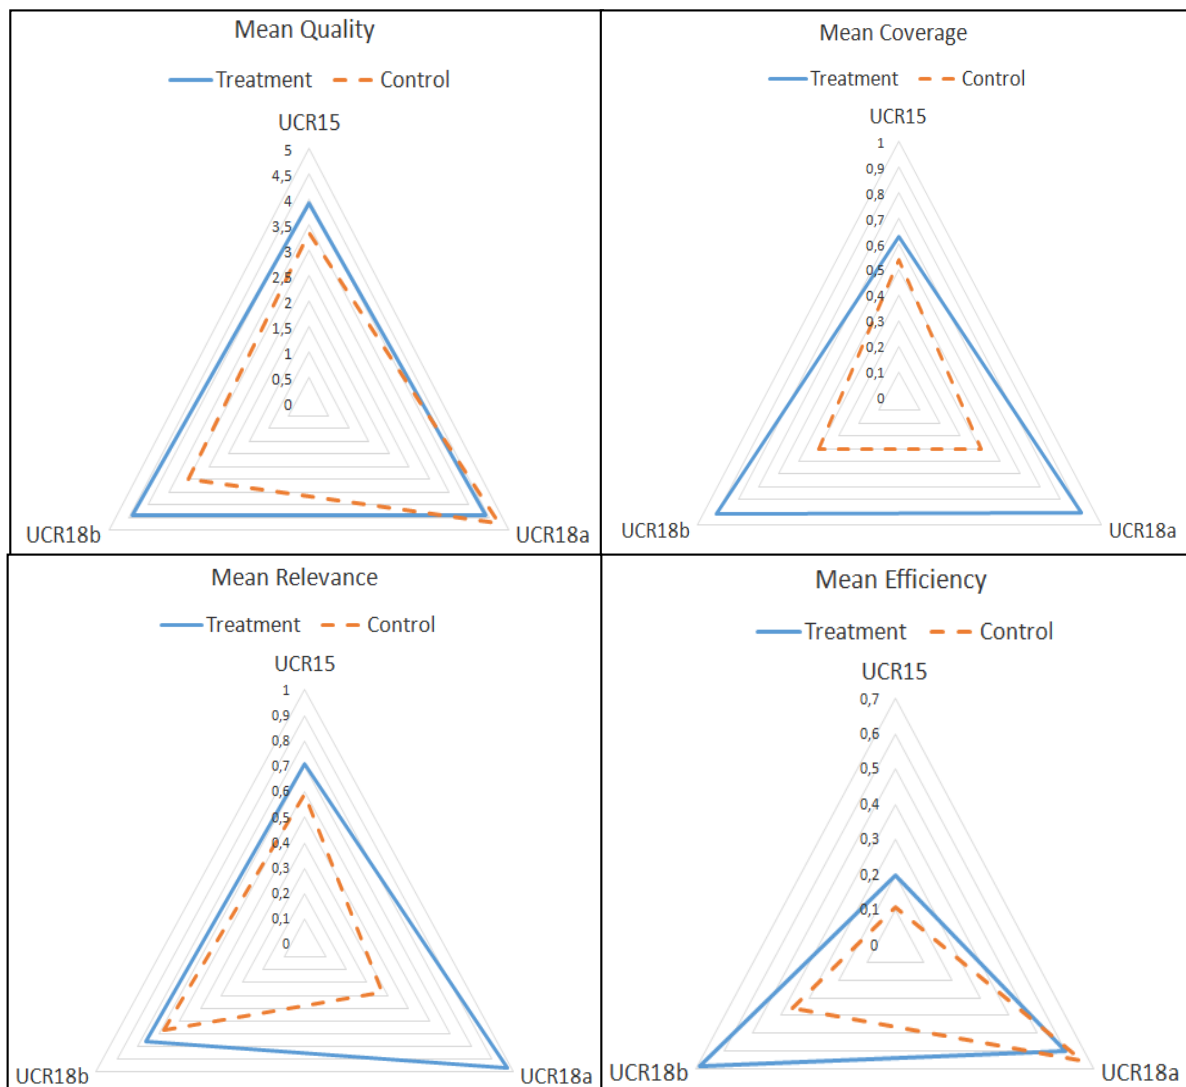 Mean Quality
Treatment Control
UCR15
5
4,5
4
3,5
3
2,5
2
1,5
1
0,5
0
UCR18b UCR18a
Mean Coverage
Treatment Control
UCR15
1
0,9
0,8
0,7
0,6
0,5
0,4
0,3
0,2
0,1
0
UCR18b UCR18a
Mean Relevance
Treatment Control
UCR15
1
0,9
0,8
0,7
0,6
0,5
0,4
0,3
0,2
0,1
0
UCR18b UCR18a
Mean Efficiency
Treatment Control
UCR15
0,7
0,6
0,5
0,4
0,3
0,2
0,1
0
UCR18b UCR18a